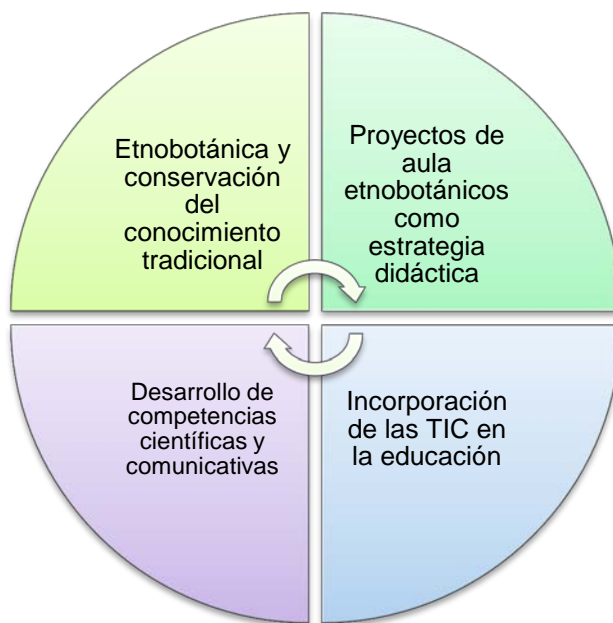 Etnobotánica y
conservación
del
conocimiento
tradicional
Proyectos de
aula
etnobotánicos
como
estrategia
didáctica
Desarrollo de
competencias
científicas y
comunicativas
Incorporación
de las TIC en
la educación